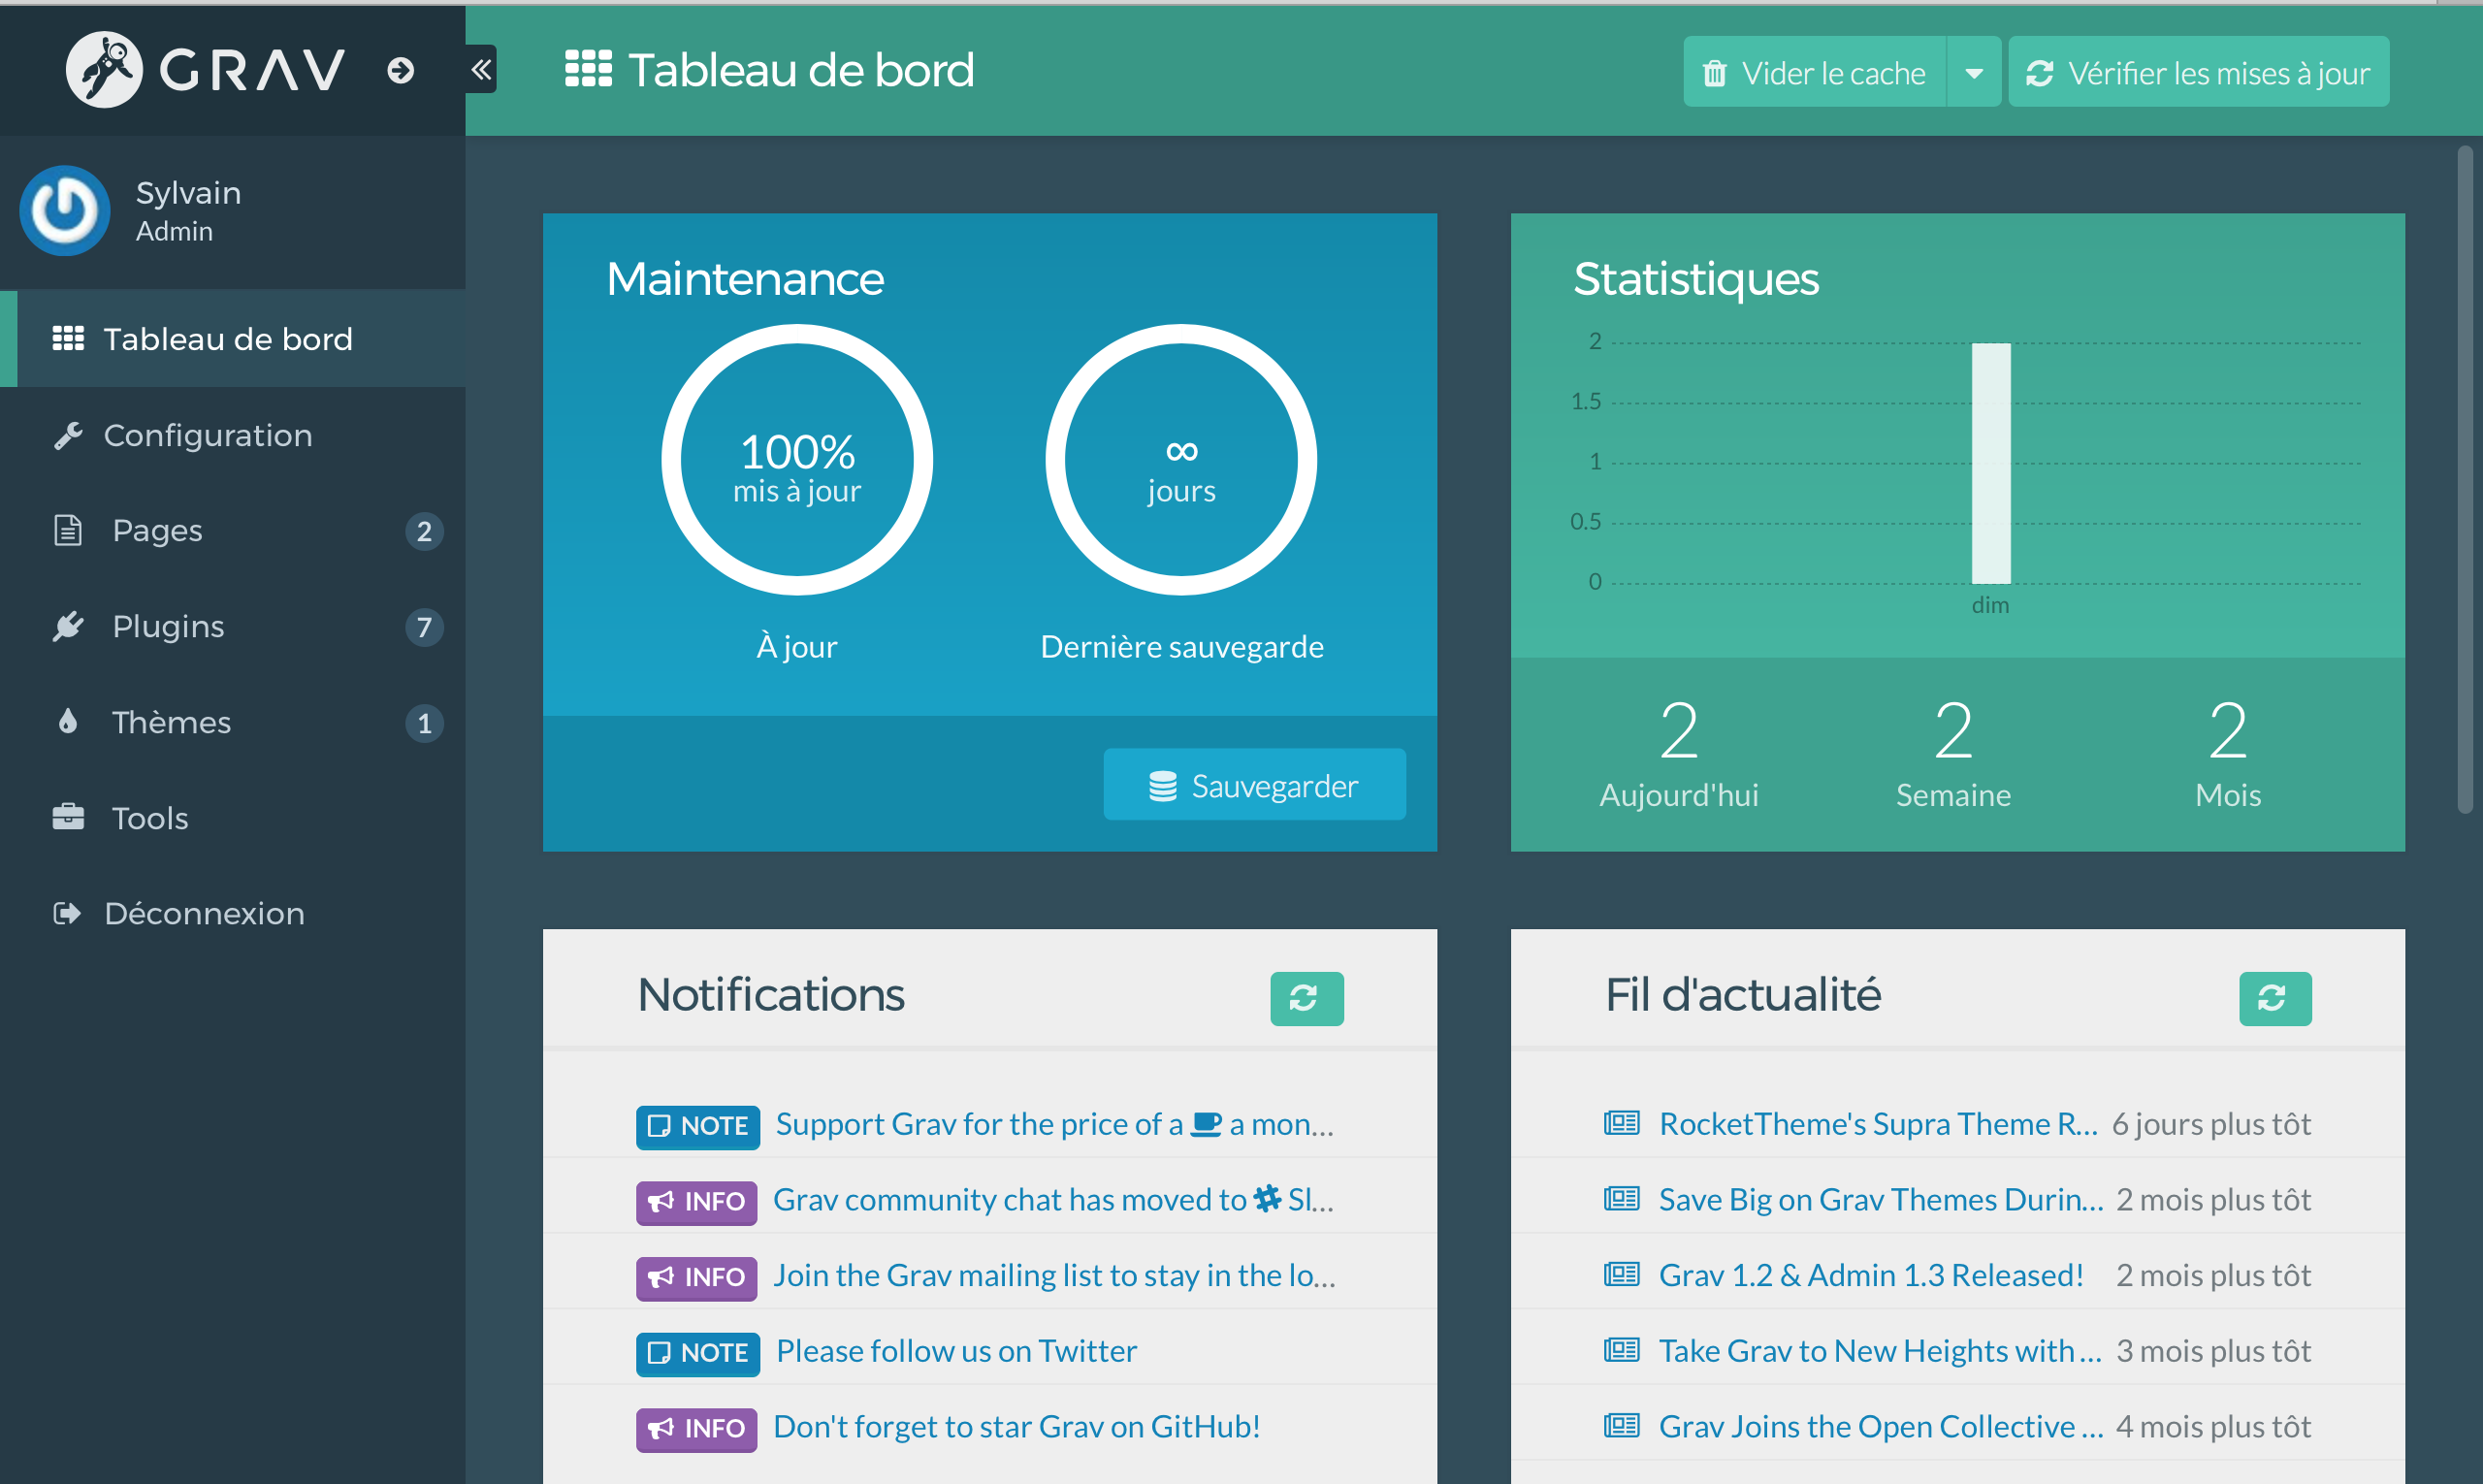 GRAV
Sylvain
Admin
Tableau de bord
Configuration
Pages 2
Plugins 7
Thèmes 1
Tools
Déconnexion
Tableau de bord
Vider le cache
Vérifier les mises à jour
Maintenance
100%
mis à jour
À jour
∞
jours
Dernière sauvegarde
Sauvegarder
Statistiques
2
1.5
1
0.5
0
dim
2 2 2
Aujourd'hui Semaine Mois
Notifications
NOTE Support Grav for the price of a a mon...
INFO Grav community chat has moved to Sl...
INFO Join the Grav mailing list to stay in the lo...
NOTE Please follow us on Twitter
INFO Don't forget to star Grav on GitHub!
Fil d'actualité
RocketTheme's Supra Theme R... 6 jours plus tôt
Save Big on Grav Themes Durin... 2 mois plus tôt
Grav 1.2 & Admin 1.3 Released! 2 mois plus tôt
Take Grav to New Heights with ... 3 mois plus tôt
Grav Joins the Open Collective ... 4 mois plus tôt